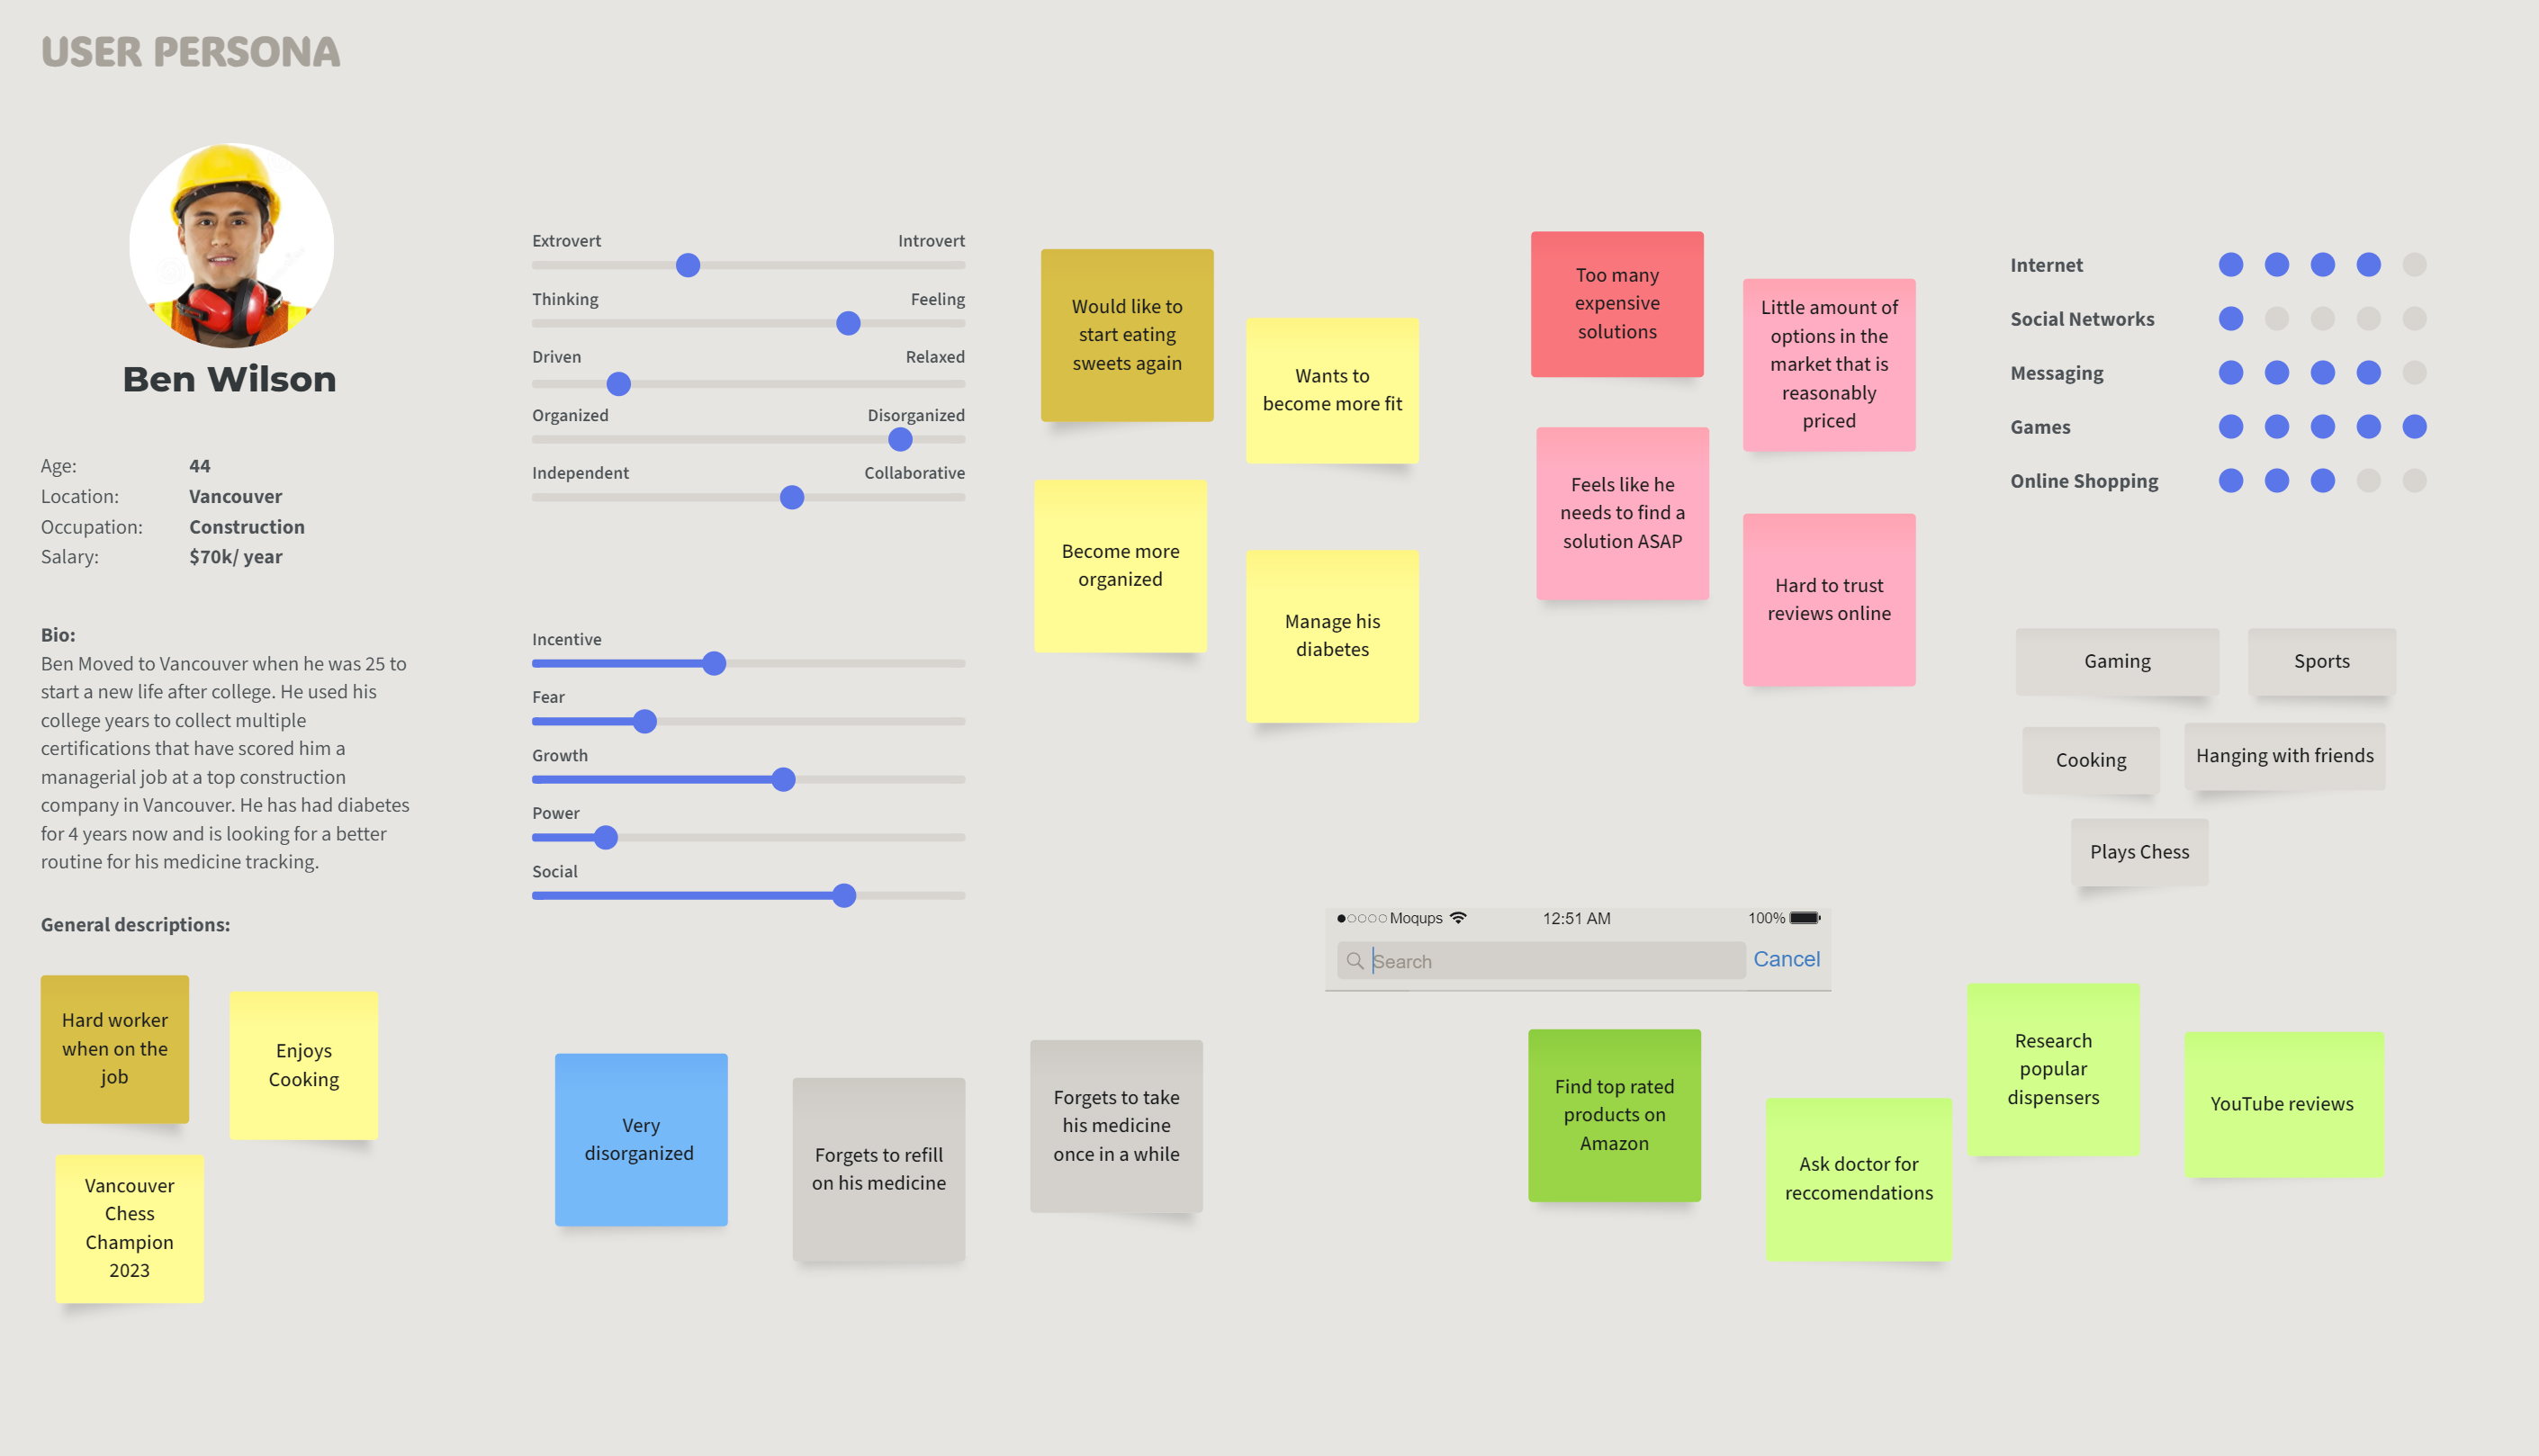 USER PERSONA
Ben Wilson
Age: 44
Location: Vancouver
Occupation: Construction
Salary: $70k/ year
Bio:
Ben Moved to Vancouver when he was 25 to
start a new life after college. He used his
college years to collect multiple
certifications that have scored him a
managerial job at a top construction
company in Vancouver. He has had diabetes
for 4 years now and is looking for a better
routine for his medicine tracking.
General descriptions:
Hard worker
when on the
job
Enjoys
Cooking
Vancouver
Chess
Champion
2023
Extrovert Introvert
Thinking Feeling
Driven Relaxed
Organized Disorganized
Independent Collaborative
Incentive
Fear
Growth
Power
Social
Would like to
start eating
sweets again
Wants to
become more fit
Become more
organized
Manage his
diabetes
Too many
expensive
solutions
Little amount of
options in the
market that is
reasonably
priced
Feels like he
needs to find a
solution ASAP
Hard to trust
reviews online
Internet
Social Networks
Messaging
Games
Online Shopping
Gaming
Sports
Cooking
Hanging with friends
Plays Chess
Very
disorganized
Forgets to refill
on his medicine
Forgets to take
his medicine
once in a while
Moqups 12:51 AM 100%
Search Cancel
Find top rated
products on
Amazon
Ask doctor for
reccomendations
Research
popular
dispensers
YouTube reviews